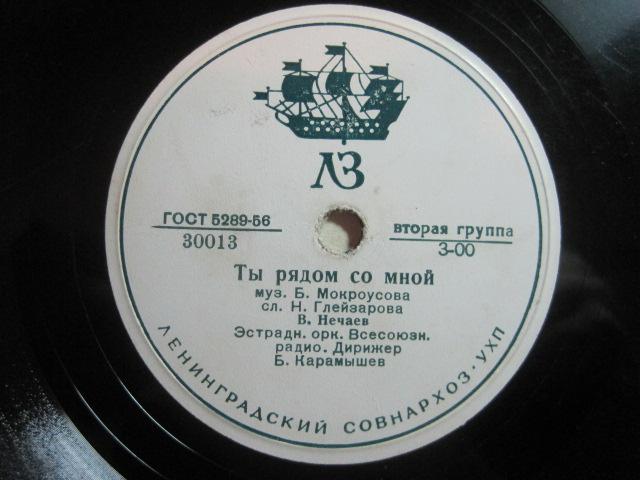 ЛЗ
ГОСТ 5289-56
30013
вторая группа
3-00
Ты рядом со мной
муз. Б. Мокроусова
сл. Н. Глейзарова
В. Нечаев
Эстрадн. орк. Всесоюзн.
радио. Дирижер
Б. Карамышев
ЛЕНИНГРАДСКИЙ СОВНАРХОЗ · УХП